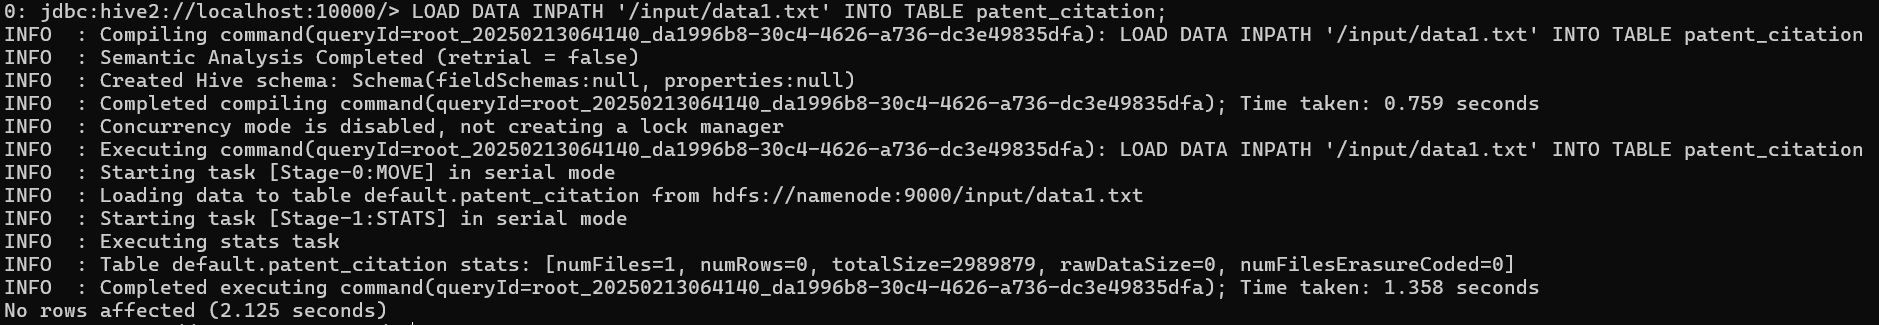 0: jdbc:hive2://localhost:10000/> LOAD DATA INPATH '/input/data1.txt' INTO TABLE patent_citation;
INFO  : Compiling command(queryId=root_20250213064140_da1996b8-30c4-4626-a736-dc3e49835dfa): LOAD DATA INPATH '/input/data1.txt' INTO TABLE patent_citation
INFO  : Semantic Analysis Completed (retrial = false)
INFO  : Created Hive schema: Schema(fieldSchemas:null, properties:null)
INFO  : Completed compiling command(queryId=root_20250213064140_da1996b8-30c4-4626-a736-dc3e49835dfa); Time taken: 0.759 seconds
INFO  : Concurrency mode is disabled, not creating a lock manager
INFO  : Executing command(queryId=root_20250213064140_da1996b8-30c4-4626-a736-dc3e49835dfa): LOAD DATA INPATH '/input/data1.txt' INTO TABLE patent_citation
INFO  : Starting task [Stage-0:MOVE] in serial mode
INFO  : Loading data to table default.patent_citation from hdfs://namenode:9000/input/data1.txt
INFO  : Starting task [Stage-1:STATS] in serial mode
INFO  : Executing stats task
INFO  : Table default.patent_citation stats: [numFiles=1, numRows=0, totalSize=2989879, rawDataSize=0, numFilesErasureCoded=0]
INFO  : Completed executing command(queryId=root_20250213064140_da1996b8-30c4-4626-a736-dc3e49835dfa); Time taken: 1.358 seconds
No rows affected (2.125 seconds)